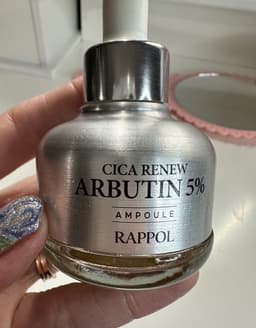 CICA RENEW
ARBUTIN 5%
AMPOULE
RAPPOL